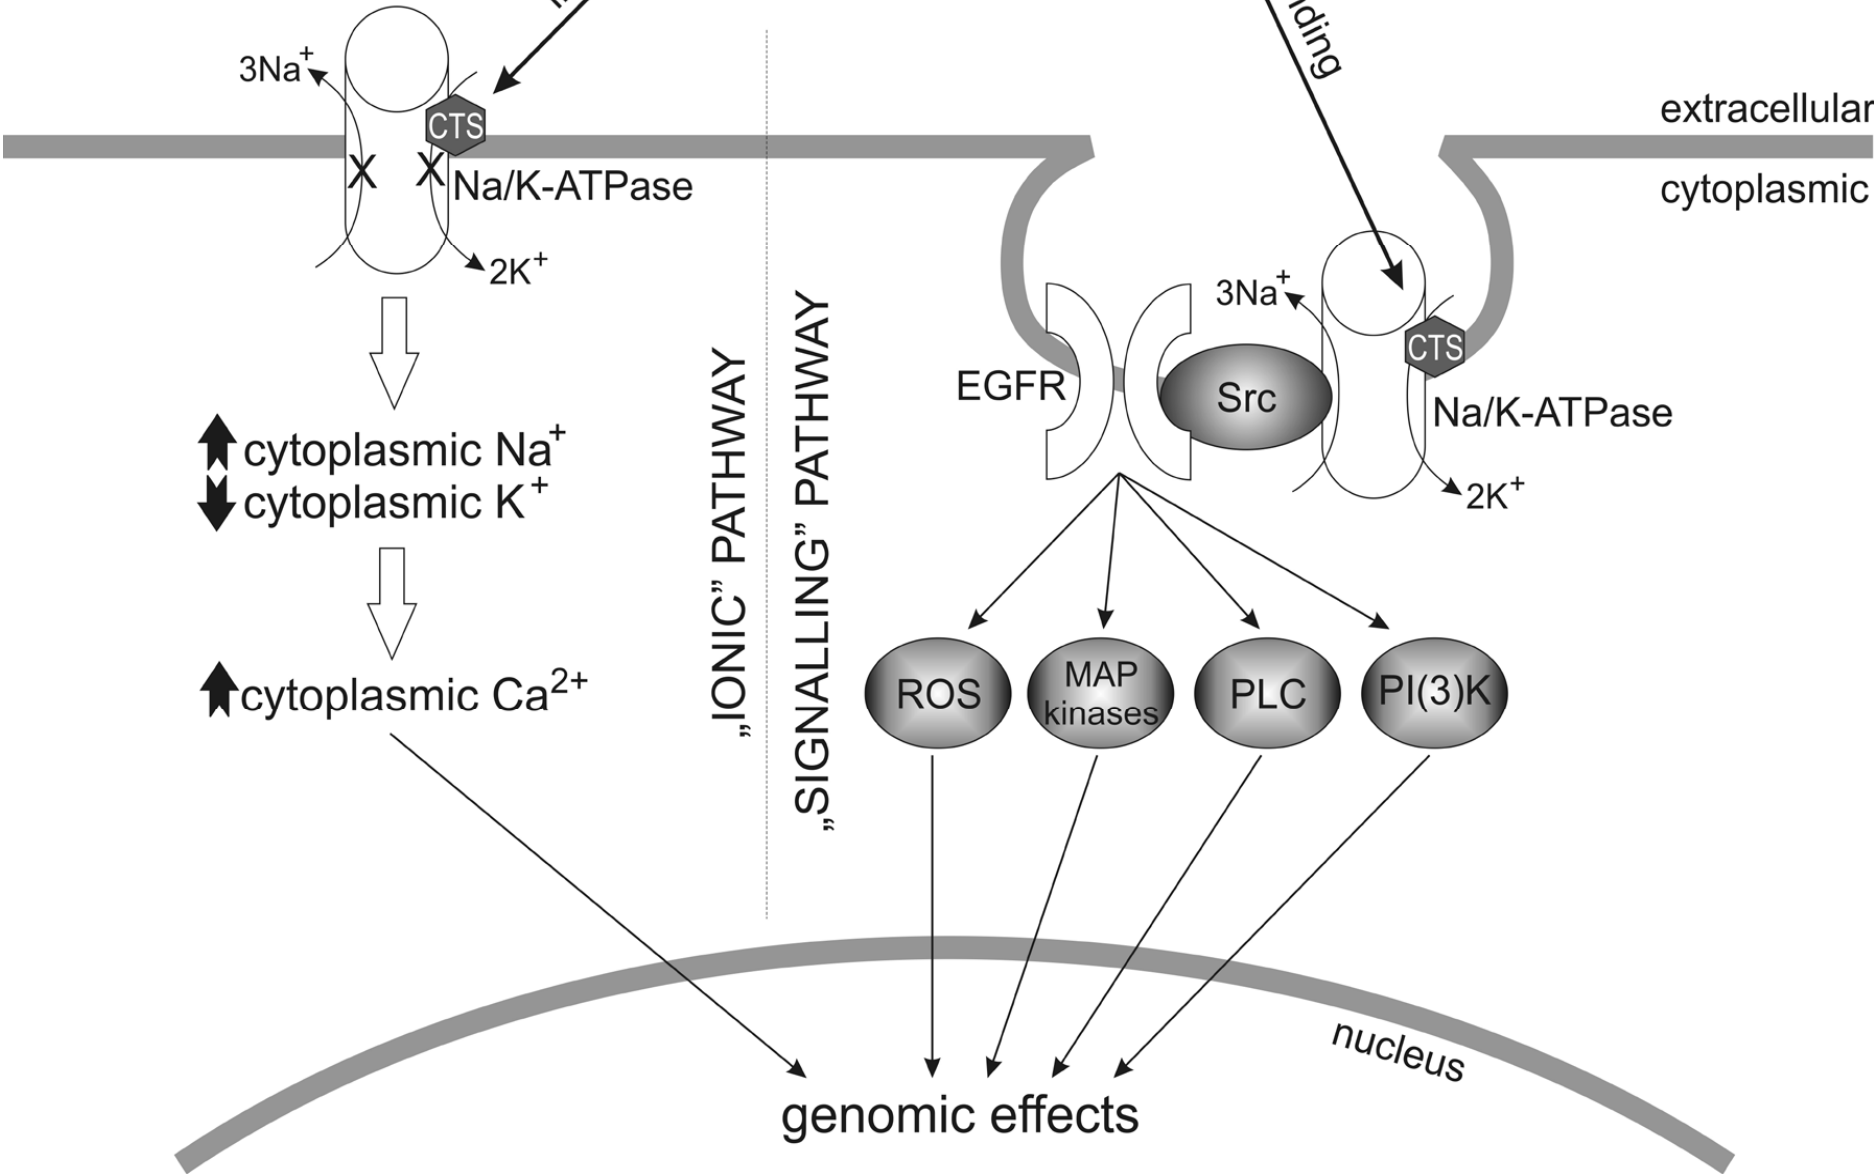 3Na+
CTS
Na/K-ATPase
2K+
cytoplasmic Na+
cytoplasmic K+
cytoplasmic Ca2+
„IONIC” PATHWAY
„SIGNALLING” PATHWAY
extracellular
cytoplasmic
3Na+
CTS
EGFR
Src
Na/K-ATPase
2K+
ROS
MAP
kinases
PLC
PI(3)K
nucleus
genomic effects